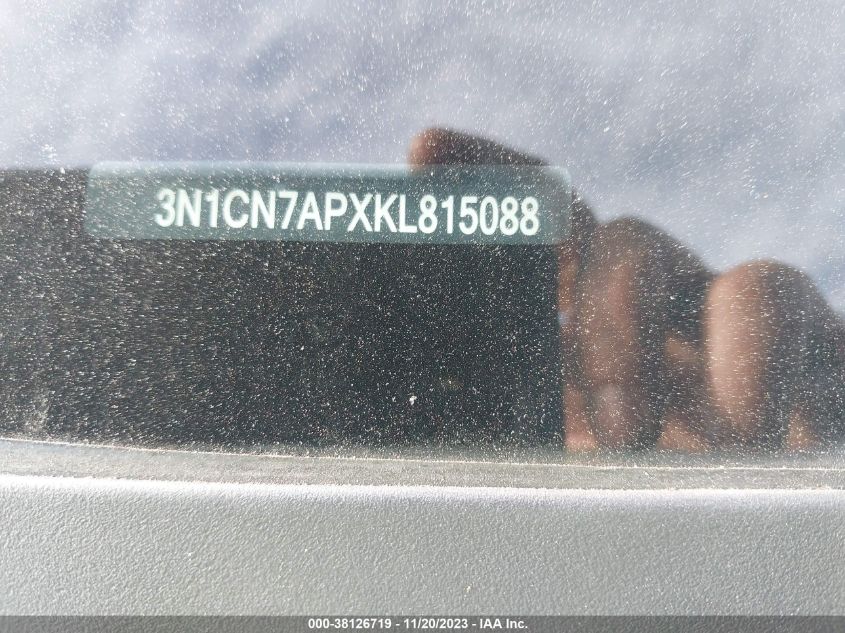 3N1CN7APXKL815088
000-38126719 - 11/20/2023 - IAA Inc.